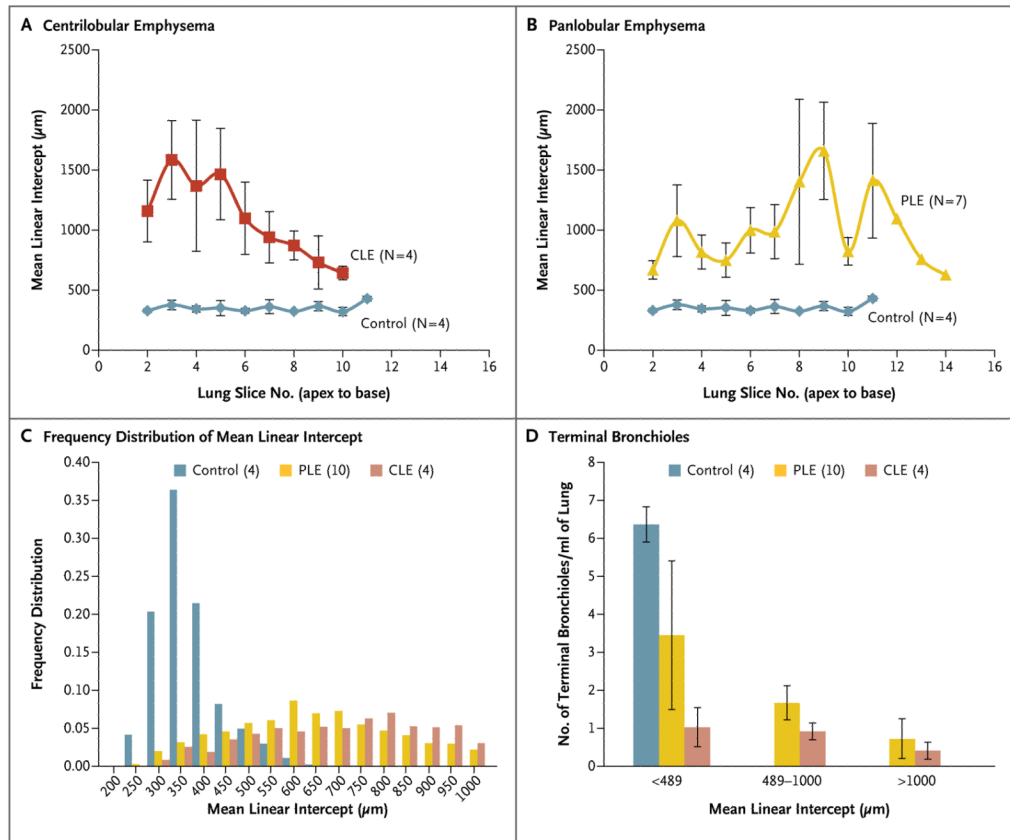 A Centrilobular Emphysema
2500
2000
1500
1000
500
0
Mean Linear Intercept (µm)
CLE (N=4)
Control (N=4)
0 2 4 6 8 10 12 14 16
Lung Slice No. (apex to base)
B Panlobular Emphysema
2500
2000
1500
1000
500
0
Mean Linear Intercept (µm)
PLE (N=7)
Control (N=4)
0 2 4 6 8 10 12 14 16
Lung Slice No. (apex to base)
C Frequency Distribution of Mean Linear Intercept
Control (4) PLE (10) CLE (4)
0.40
0.35
0.30
0.25
0.20
0.15
0.10
0.05
0.00
Frequency Distribution
200 250 300 350 400 450 500 550 600 650 700 750 800 850 900 950 1000
Mean Linear Intercept (µm)
D Terminal Bronchioles
Control (4) PLE (10) CLE (4)
8
7
6
5
4
3
2
1
0
No. of Terminal Bronchioles/ml of Lung
<489 489–1000 >1000
Mean Linear Intercept (µm)